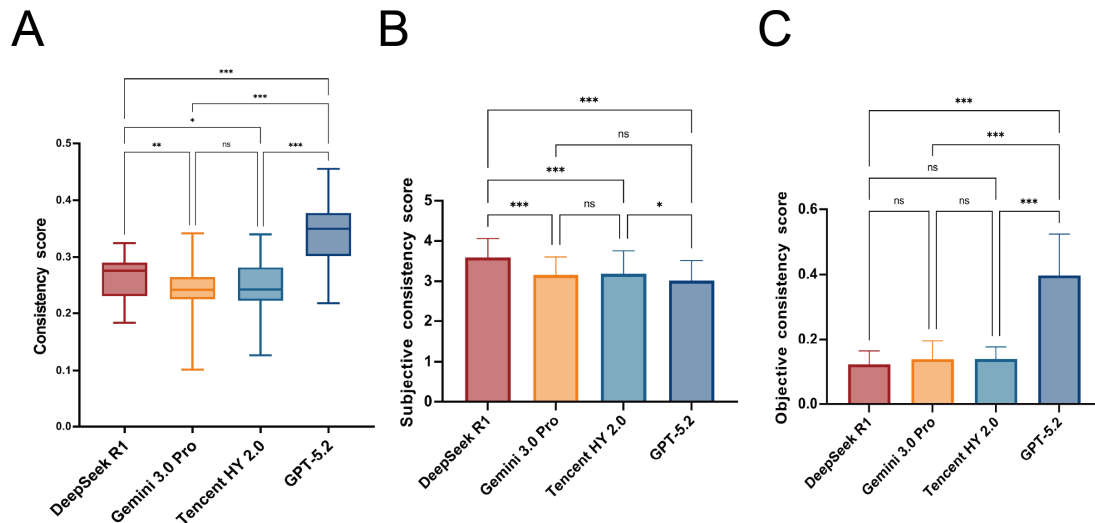 A
***
***
*
**
ns
***
Consistency score
0.5
0.4
0.3
0.2
0.1
0.0
DeepSeek R1
Gemini 3.0 Pro
Tencent HY 2.0
GPT-5.2
B
***
ns
***
***
ns
*
Subjective consistency score
5
4
3
2
1
0
DeepSeek R1
Gemini 3.0 Pro
Tencent HY 2.0
GPT-5.2
C
***
***
ns
ns
ns
***
Objective consistency score
0.6
0.4
0.2
0.0
DeepSeek R1
Gemini 3.0 Pro
Tencent HY 2.0
GPT-5.2